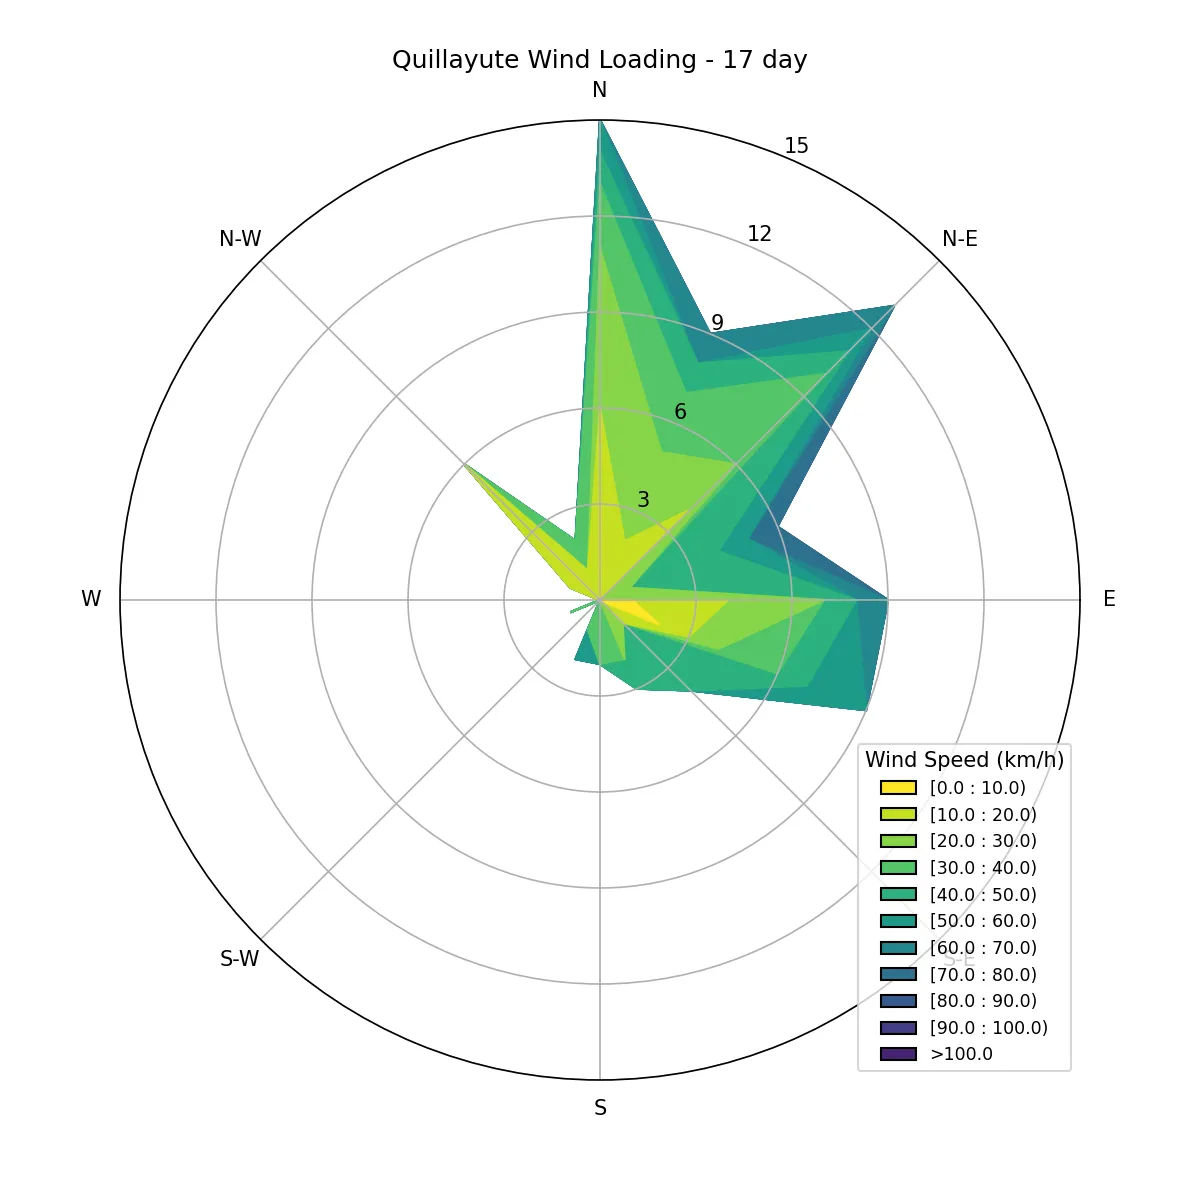 Quillayute Wind Loading - 17 day
N
15
12
N-W
N-E
9
6
3
W
E
Wind Speed (km/h)
[0.0 : 10.0)
[10.0 : 20.0)
[20.0 : 30.0)
[30.0 : 40.0)
[40.0 : 50.0)
[50.0 : 60.0)
[60.0 : 70.0)
S-W
S-E
[70.0 : 80.0)
[80.0 : 90.0)
[90.0 : 100.0)
>100.0
S